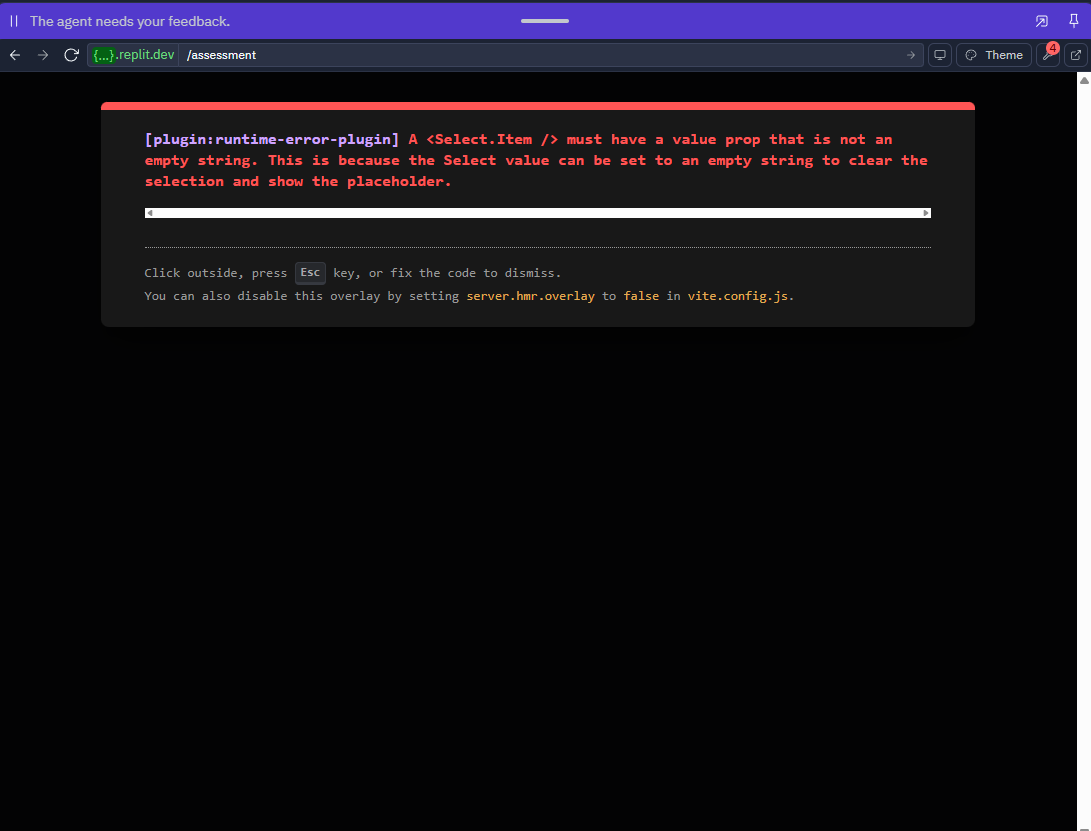 The agent needs your feedback.
{...}.replit.dev /assessment → Theme 4
[plugin:runtime-error-plugin] A <Select.Item /> must have a value prop that is not an
empty string. This is because the Select value can be set to an empty string to clear the
selection and show the placeholder.
Click outside, press Esc key, or fix the code to dismiss.
You can also disable this overlay by setting server.hmr.overlay to false in vite.config.js.